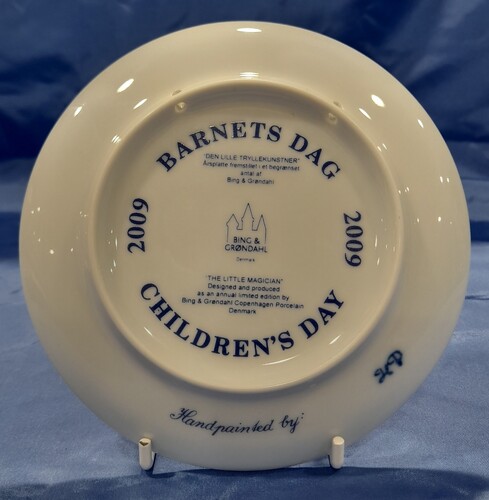 BARNETS DAG
"DEN LILLE TRYLLEKUNSTNER"
Årsplatte fremstillet i et begrænset
antal af
Bing & Grøndahl
2009
2009
BING &
GRØNDAHL
Denmark
"THE LITTLE MAGICIAN"
Designed and produced
as an annual limited edition by
Bing & Grøndahl Copenhagen Porcelain
Denmark
CHILDREN'S DAY
Handpainted by: